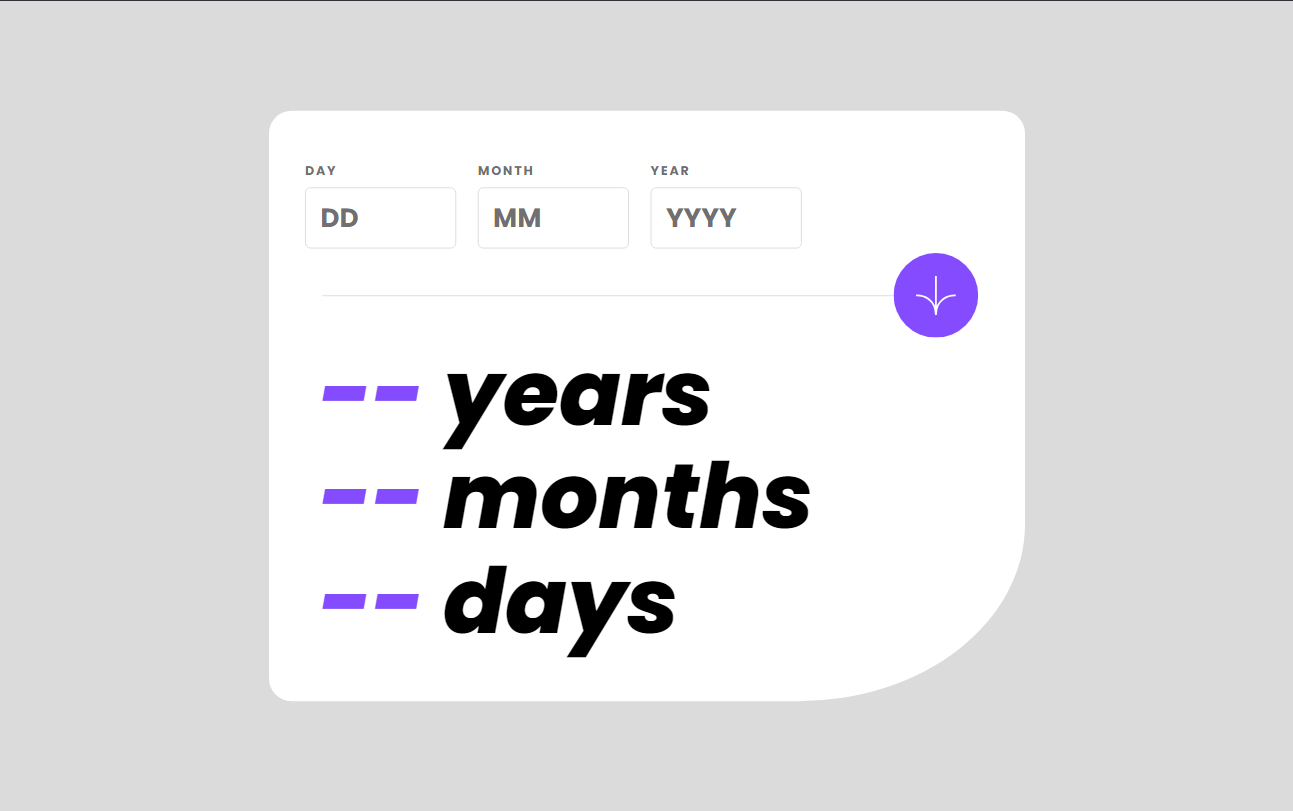 DAY MONTH YEAR
DD MM YYYY
-- years
-- months
-- days